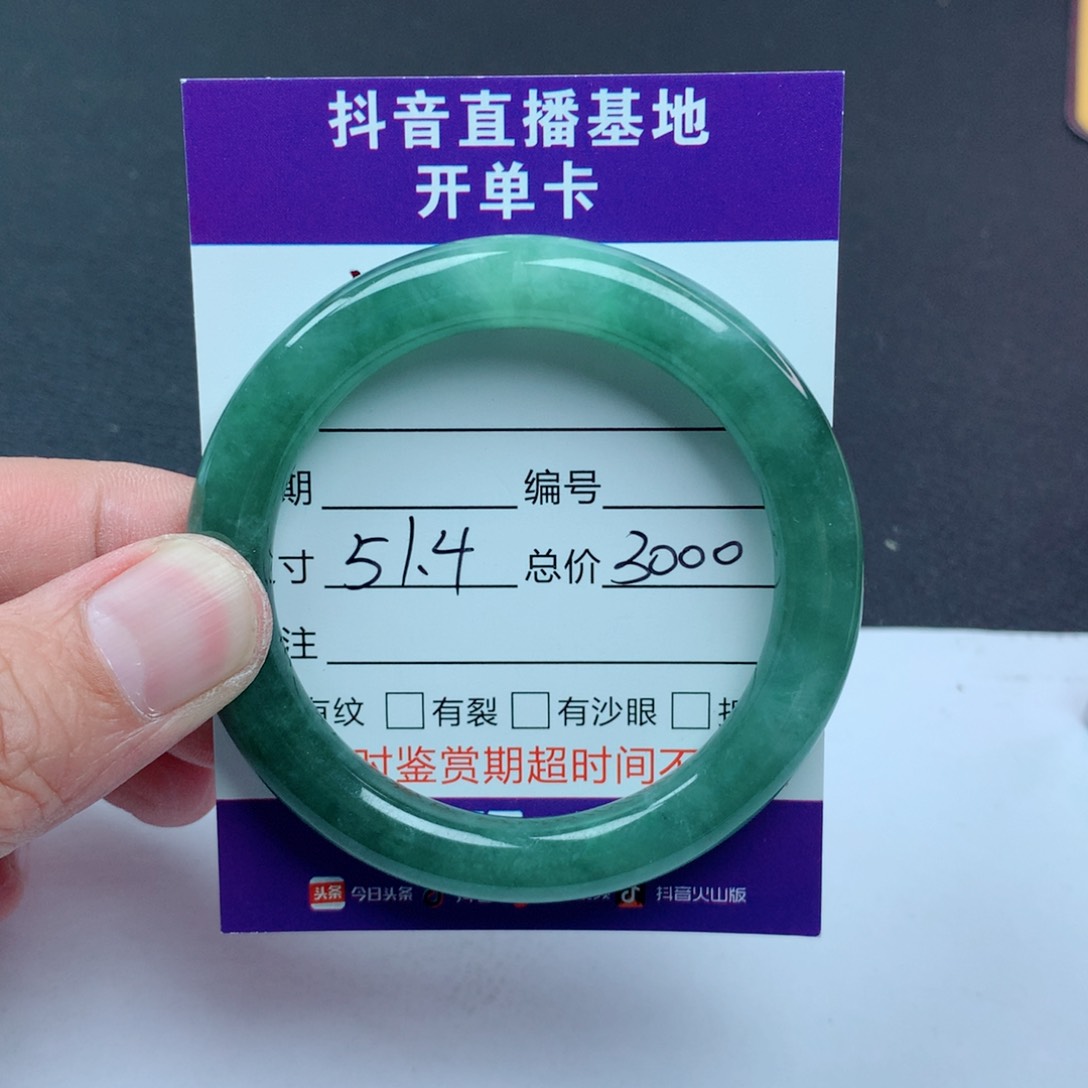 抖音直播基地
开单卡
期 编号
寸 51.4 总价 3000
注
有纹 有裂 有沙眼
时鉴赏期超时间不
头条 今日头条 抖音火山版